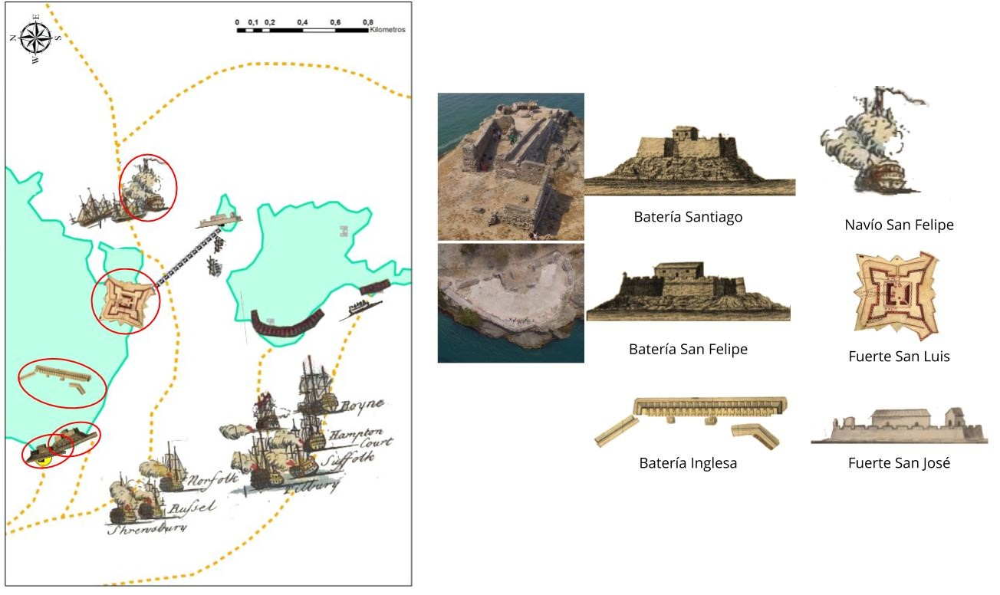 E
N
S
W
0 0,1 0,2 0,4 0,6 0,8
Kilometros
Boyne
Hampton
Court
Suffolk
Tilbury
Norfolk
Russel
Shrewsbury
Batería Santiago
Navío San Felipe
Batería San Felipe
Fuerte San Luis
Batería Inglesa
Fuerte San José